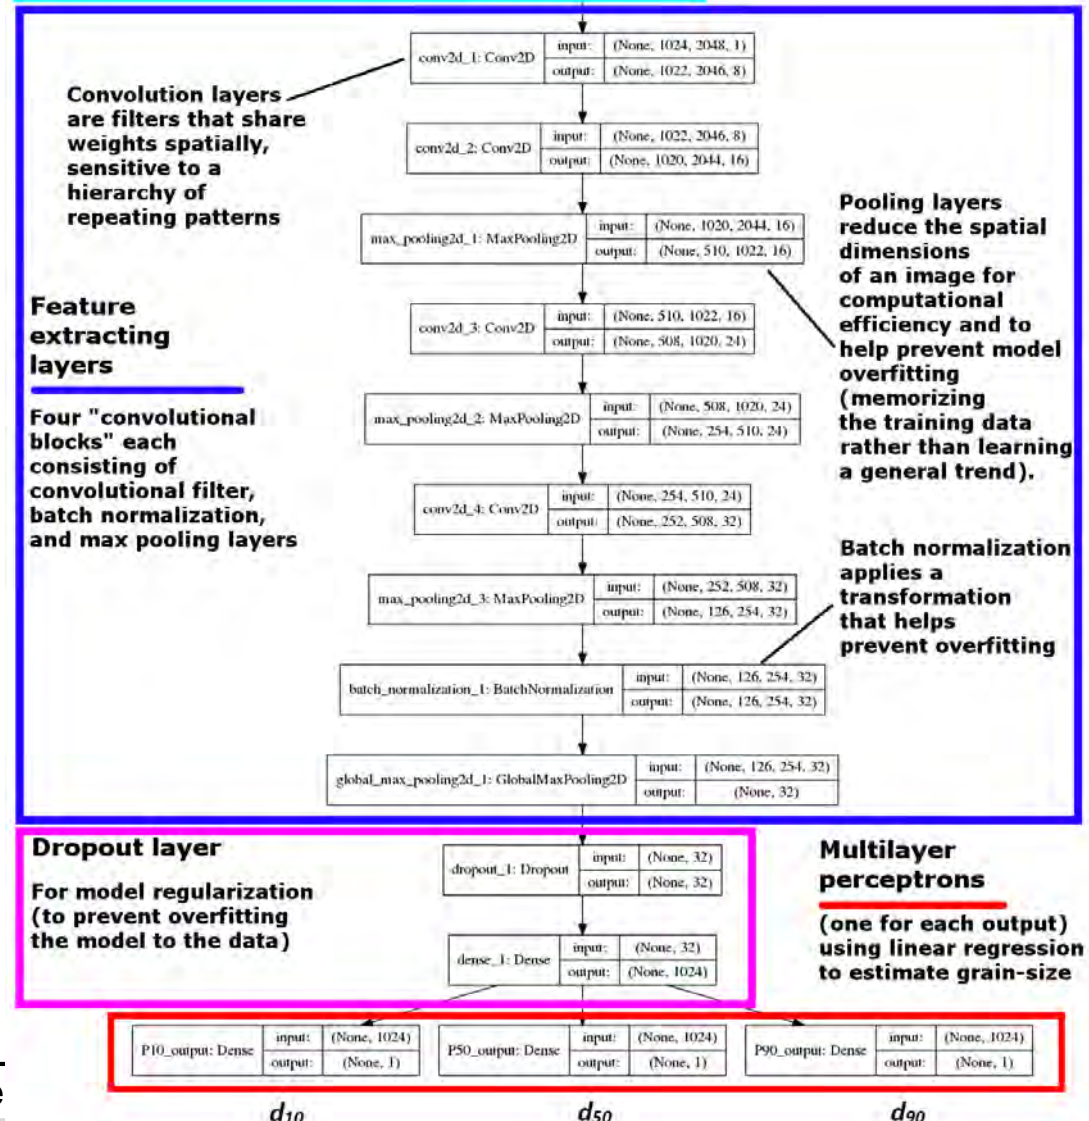 conv2d_1: Conv2D
input: (None, 1024, 2048, 1)
output: (None, 1022, 2046, 8)
Convolution layers
are filters that share
weights spatially,
sensitive to a
hierarchy of
repeating patterns
conv2d_2: Conv2D
input: (None, 1022, 2046, 8)
output: (None, 1020, 2044, 16)
max_pooling2d_1: MaxPooling2D
input: (None, 1020, 2044, 16)
output: (None, 510, 1022, 16)
Pooling layers
reduce the spatial
dimensions
of an image for
computational
efficiency and to
help prevent model
overfitting
(memorizing
the training data
rather than learning
a general trend).
Feature
extracting
layers
Four "convolutional
blocks" each
consisting of
convolutional filter,
batch normalization,
and max pooling layers
conv2d_3: Conv2D
input: (None, 510, 1022, 16)
output: (None, 508, 1020, 24)
max_pooling2d_2: MaxPooling2D
input: (None, 508, 1020, 24)
output: (None, 254, 510, 24)
conv2d_4: Conv2D
input: (None, 254, 510, 24)
output: (None, 252, 508, 32)
Batch normalization
applies a
transformation
that helps
prevent overfitting
max_pooling2d_3: MaxPooling2D
input: (None, 252, 508, 32)
output: (None, 126, 254, 32)
batch_normalization_1: BatchNormalization
input: (None, 126, 254, 32)
output: (None, 126, 254, 32)
global_max_pooling2d_1: GlobalMaxPooling2D
input: (None, 126, 254, 32)
output: (None, 32)
Dropout layer
For model regularization
(to prevent overfitting
the model to the data)
dropout_1: Dropout
input: (None, 32)
output: (None, 32)
dense_1: Dense
input: (None, 32)
output: (None, 1024)
Multilayer
perceptrons
(one for each output)
using linear regression
to estimate grain-size
P10_output: Dense
input: (None, 1024)
output: (None, 1)
P50_output: Dense
input: (None, 1024)
output: (None, 1)
P90_output: Dense
input: (None, 1024)
output: (None, 1)
e
d10 d50 d90